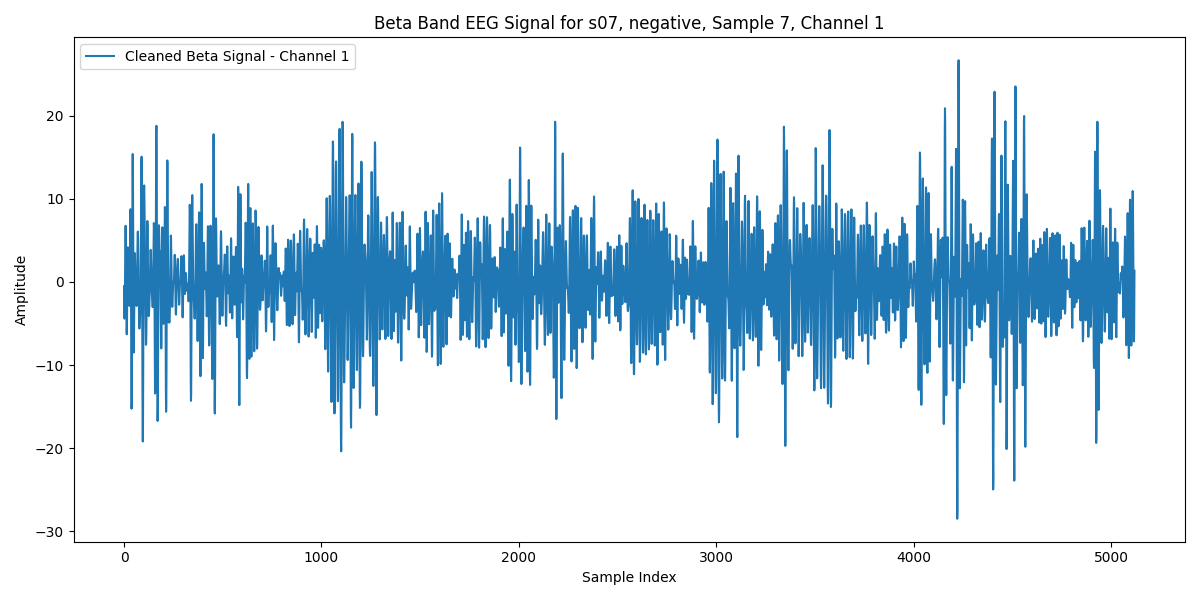 Beta Band EEG Signal for s07, negative, Sample 7, Channel 1
Cleaned Beta Signal - Channel 1
Amplitude
20
10
0
−10
−20
−30
0 1000 2000 3000 4000 5000
Sample Index